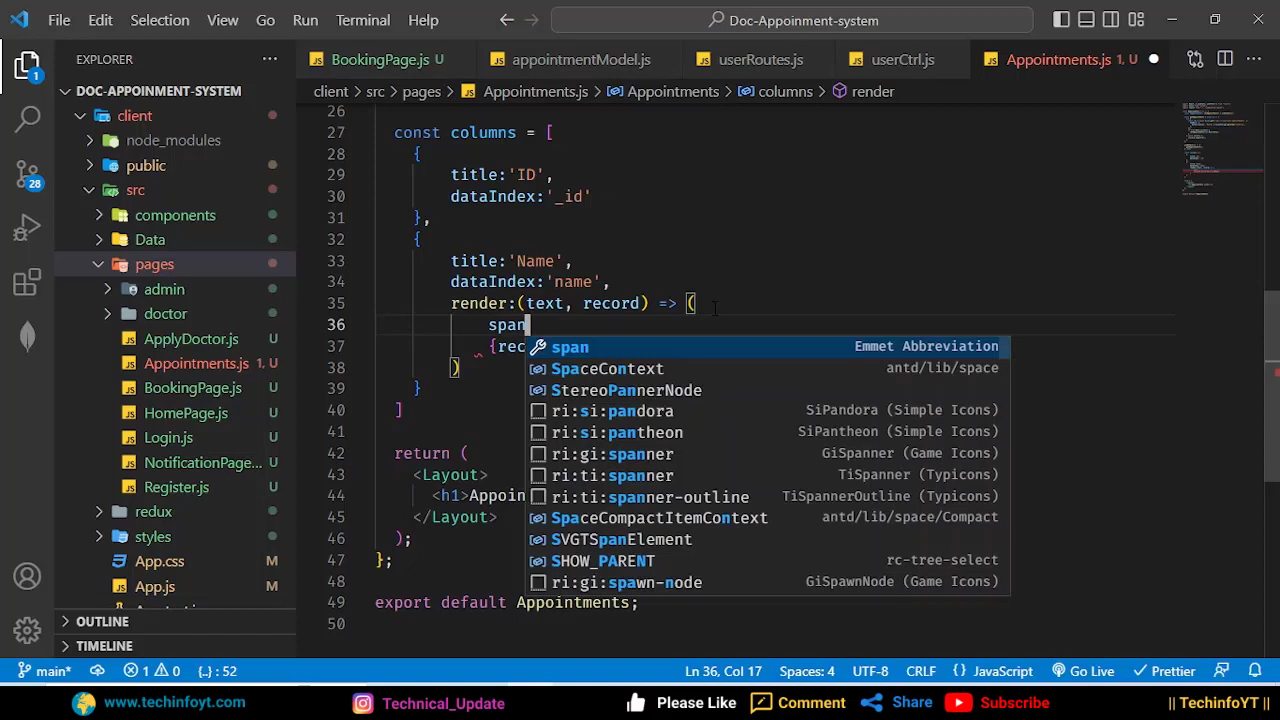 File Edit Selection View Go Run Terminal Help
Doc-Appoinment-system
EXPLORER
BookingPage.js U
appointmentModel.js
userRoutes.js
userCtrl.js
Appointments.js 1, U
DOC-APPOINMENT-SYSTEM
client > src > pages > Appointments.js > Appointments > columns > render
client
node_modules
public
src
components
Data
pages
admin
doctor
ApplyDoctor.js U
Appointments.js 1, U
BookingPage.js U
HomePage.js U
Login.js U
NotificationPage... U
Register.js U
redux
styles
App.css M
App.js M
OUTLINE
TIMELINE
1
28
26
27 const columns = [
28 {
29 title:'ID',
30 dataIndex:'_id'
31 },
32 {
33 title:'Name',
34 dataIndex:'name',
35 render:(text, record) => (
36 span
37 {rec
38 )
39 }
40 ]
41
42 return (
43 <Layout>
44 <h1>Appoin
45 </Layout>
46 );
47 };
48
49 export default Appointments;
50
span Emmet Abbreviation
SpaceContext antd/lib/space
StereoPannerNode
ri:si:pandora SiPandora (Simple Icons)
ri:si:pantheon SiPantheon (Simple Icons)
ri:gi:spanner GiSpanner (Game Icons)
ri:ti:spanner TiSpanner (Typicons)
ri:ti:spanner-outline TiSpannerOutline (Typicons)
SpaceCompactItemContext antd/lib/space/Compact
SVGTSpanElement
SHOW_PARENT rc-tree-select
ri:gi:spawn-node GiSpawnNode (Game Icons)
main* 1 0 {..} : 52 Ln 36, Col 17 Spaces: 4 UTF-8 CRLF {} JavaScript Go Live Prettier
www.techinfoyt.com Technical_Update Please Like Comment Share Subscribe || TechinfoYT ||